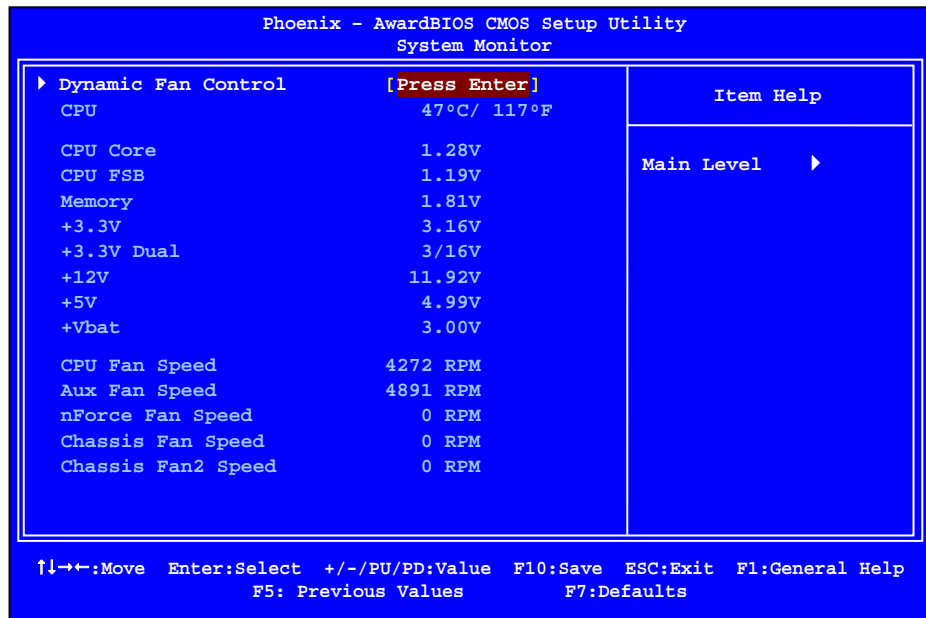 Phoenix – AwardBIOS CMOS Setup Utility
System Monitor
Dynamic Fan Control [Press Enter]
CPU 47ºC/ 117ºF
CPU Core 1.28V
CPU FSB 1.19V
Memory 1.81V
+3.3V 3.16V
+3.3V Dual 3/16V
+12V 11.92V
+5V 4.99V
+Vbat 3.00V
CPU Fan Speed 4272 RPM
Aux Fan Speed 4891 RPM
nForce Fan Speed 0 RPM
Chassis Fan Speed 0 RPM
Chassis Fan2 Speed 0 RPM
Item Help
Main Level
↑↓→←:Move Enter:Select +/-/PU/PD:Value F10:Save ESC:Exit F1:General Help
F5: Previous Values F7:Defaults